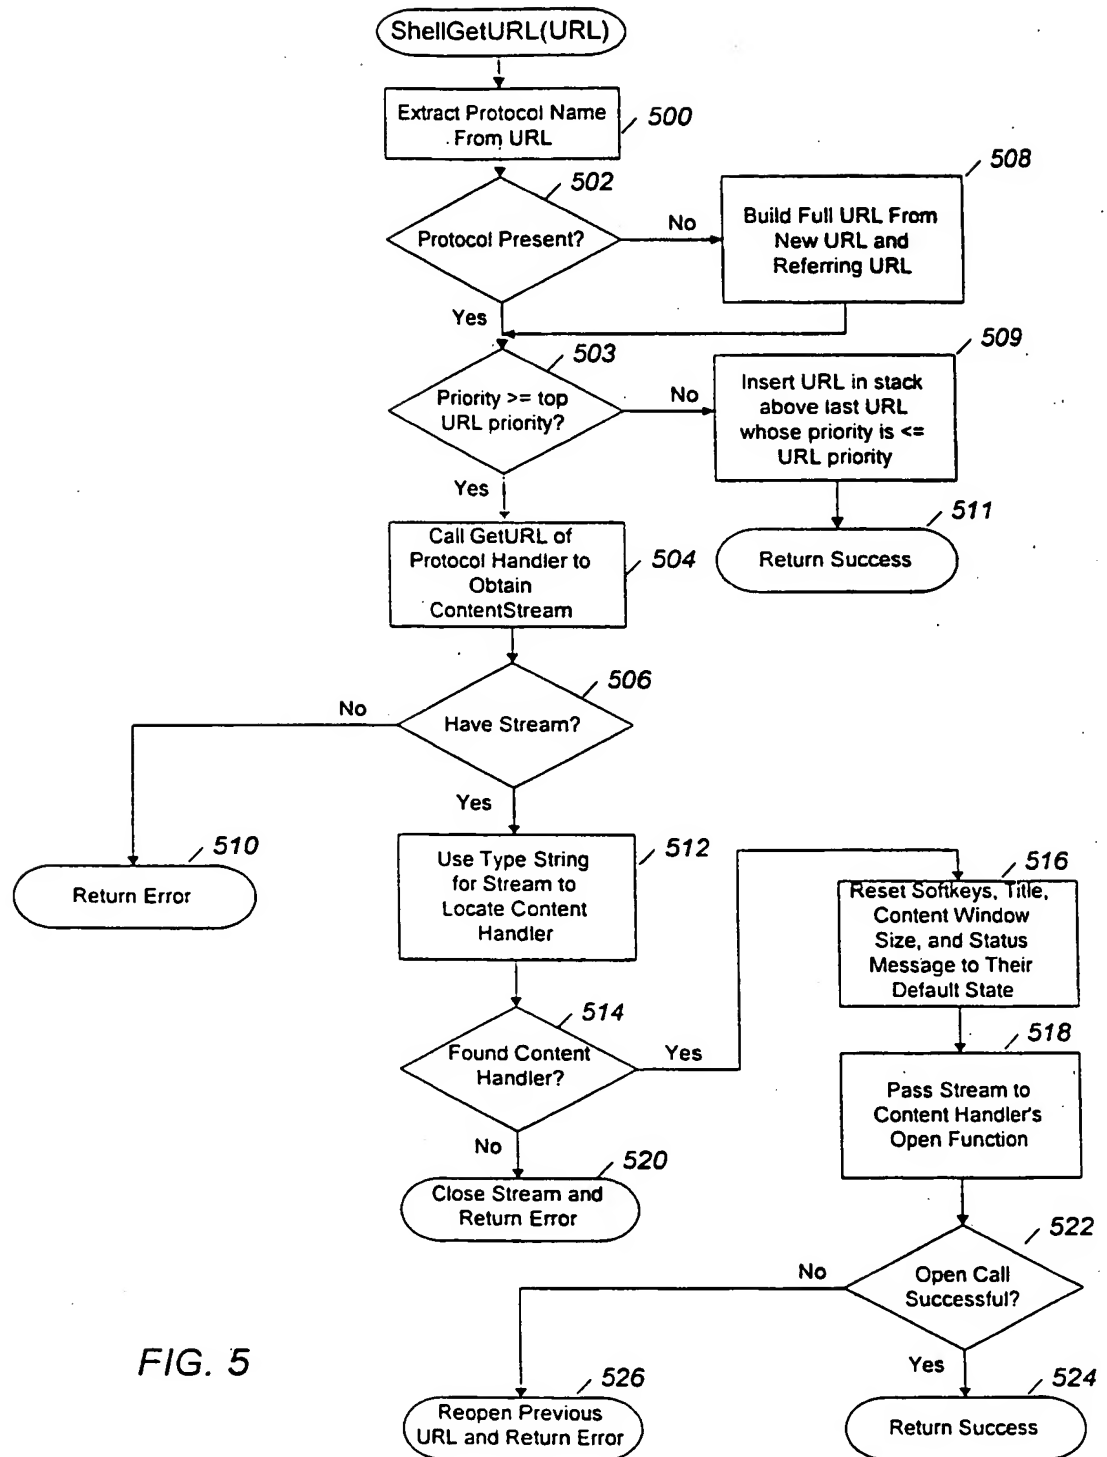 ShellGetURL(URL)
Extract Protocol Name
From URL
500
502
Protocol Present?
No
508
Build Full URL From
New URL and
Referring URL
Yes
503
Priority >= top
URL priority?
No
509
Insert URL in stack
above last URL
whose priority is <=
URL priority
Yes
511
Return Success
Call GetURL of
Protocol Handler to
Obtain
ContentStream
504
506
Have Stream?
No
Yes
510
Return Error
512
Use Type String
for Stream to
Locate Content
Handler
516
Reset Softkeys, Title,
Content Window
Size, and Status
Message to Their
Default State
514
Found Content
Handler?
Yes
No
518
Pass Stream to
Content Handler's
Open Function
520
Close Stream and
Return Error
522
Open Call
Successful?
No
Yes
FIG. 5
526
Reopen Previous
URL and Return Error
524
Return Success